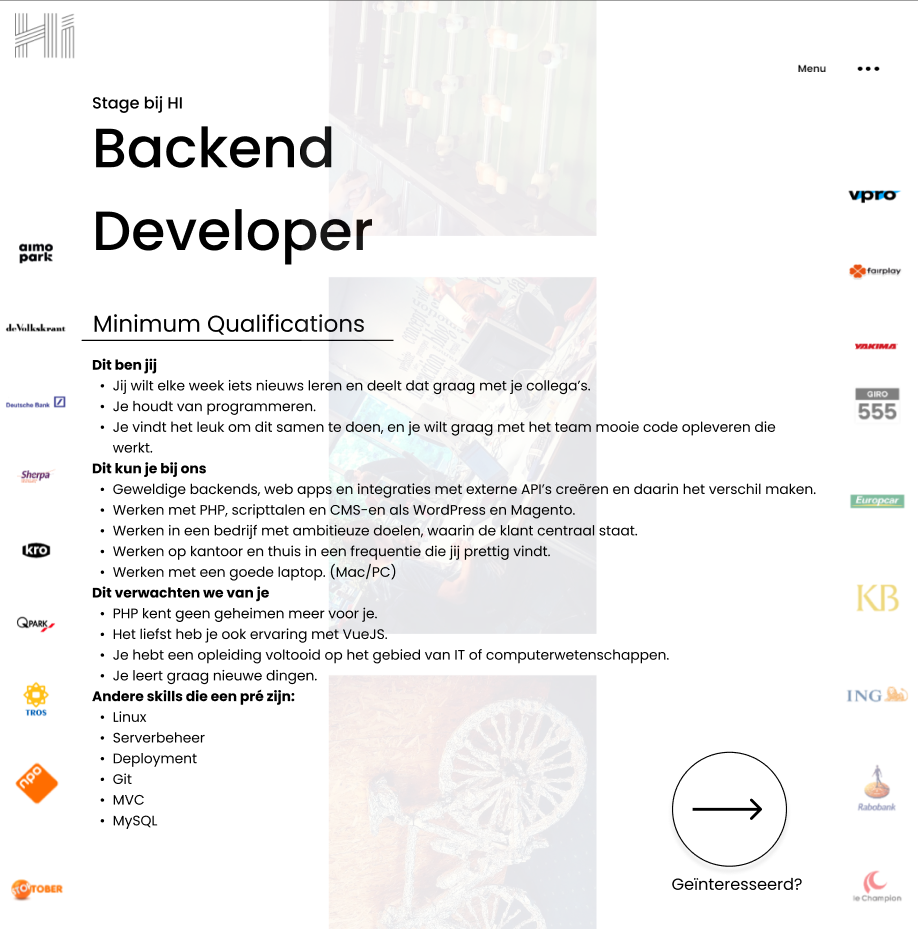 Hi
Menu
Stage bij HI
Backend
Developer
Minimum Qualifications
Dit ben jij
• Jij wilt elke week iets nieuws leren en deelt dat graag met je collega’s.
• Je houdt van programmeren.
• Je vindt het leuk om dit samen te doen, en je wilt graag met het team mooie code opleveren die
werkt.
Dit kun je bij ons
• Geweldige backends, web apps en integraties met externe API’s creëren en daarin het verschil maken.
• Werken met PHP, scripttalen en CMS-en als WordPress en Magento.
• Werken in een bedrijf met ambitieuze doelen, waarin de klant centraal staat.
• Werken op kantoor en thuis in een frequentie die jij prettig vindt.
• Werken met een goede laptop. (Mac/PC)
Dit verwachten we van je
• PHP kent geen geheimen meer voor je.
• Het liefst heb je ook ervaring met VueJS.
• Je hebt een opleiding voltooid op het gebied van IT of computerwetenschappen.
• Je leert graag nieuwe dingen.
Andere skills die een pré zijn:
• Linux
• Serverbeheer
• Deployment
• Git
• MVC
• MySQL
Geïnteresseerd?
aimo
park
de Volkskrant
Deutsche Bank
Sherpa
kro
QPARK
TROS
npo
OKTOBER
vpro
fairplay
YAKIMA
GIRO
555
Europcar
KB
ING
Rabobank
le Champion